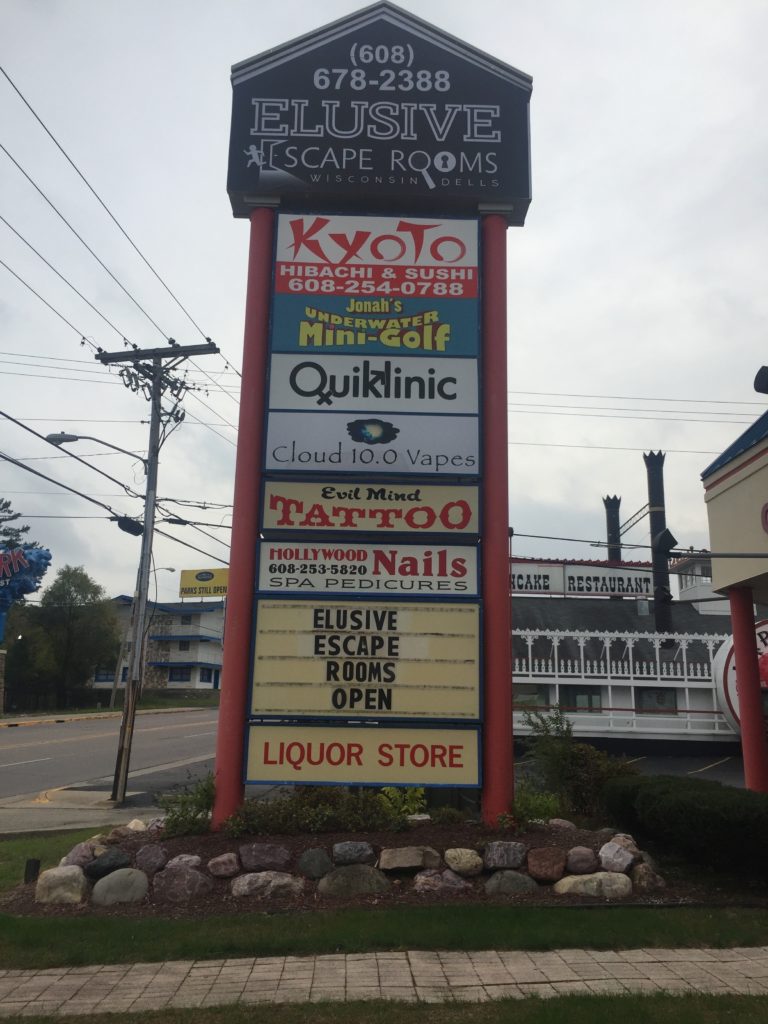 (608)
678-2388
ELUSIVE
ESCAPE ROOMS
WISCONSIN DELLS
KYOTO
HIBACHI & SUSHI
608-254-0788
Jonah's
UNDERWATER
Mini-Golf
Quiklinic
Cloud 10.0 Vapes
Evil Mind
TATTOO
HOLLYWOOD Nails
608-253-5820
SPA PEDICURES
ELUSIVE
ESCAPE
ROOMS
OPEN
LIQUOR STORE
PARKS STILL OPEN
RESTAURANT